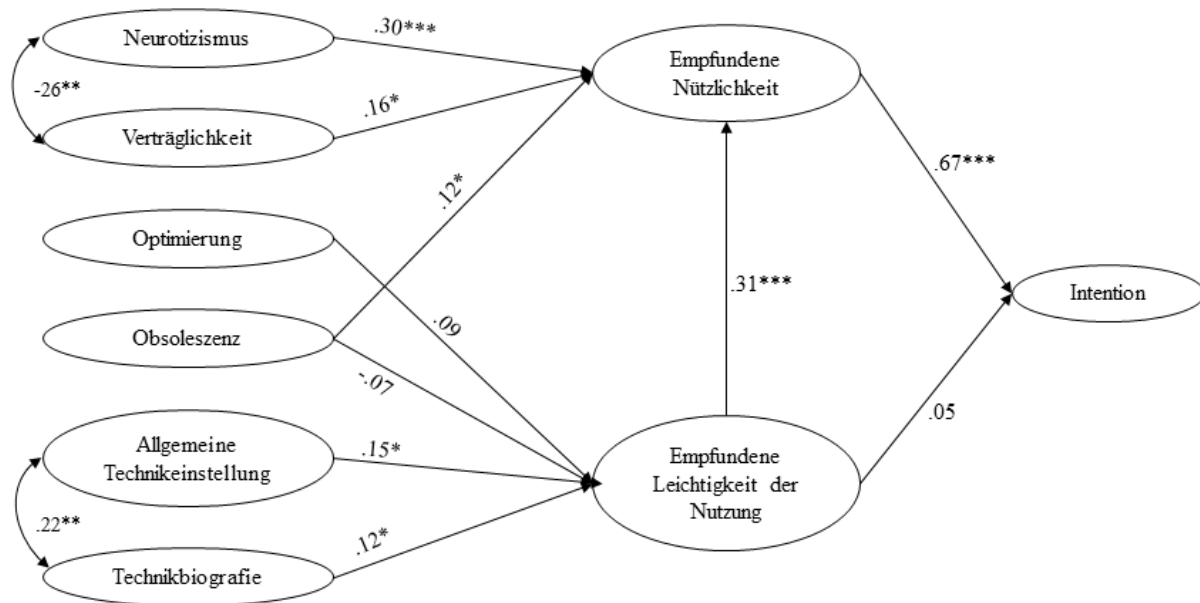 Neurotizismus
.30***
Empfundene
Nützlichkeit
-26**
Verträglichkeit
.16*
.12*
.67***
Optimierung
.31***
Intention
Obsoleszenz
.09
-.07
.05
Allgemeine
Technikeinstellung
.15*
Empfundene
Leichtigkeit der
Nutzung
.22**
.12*
Technikbiografie